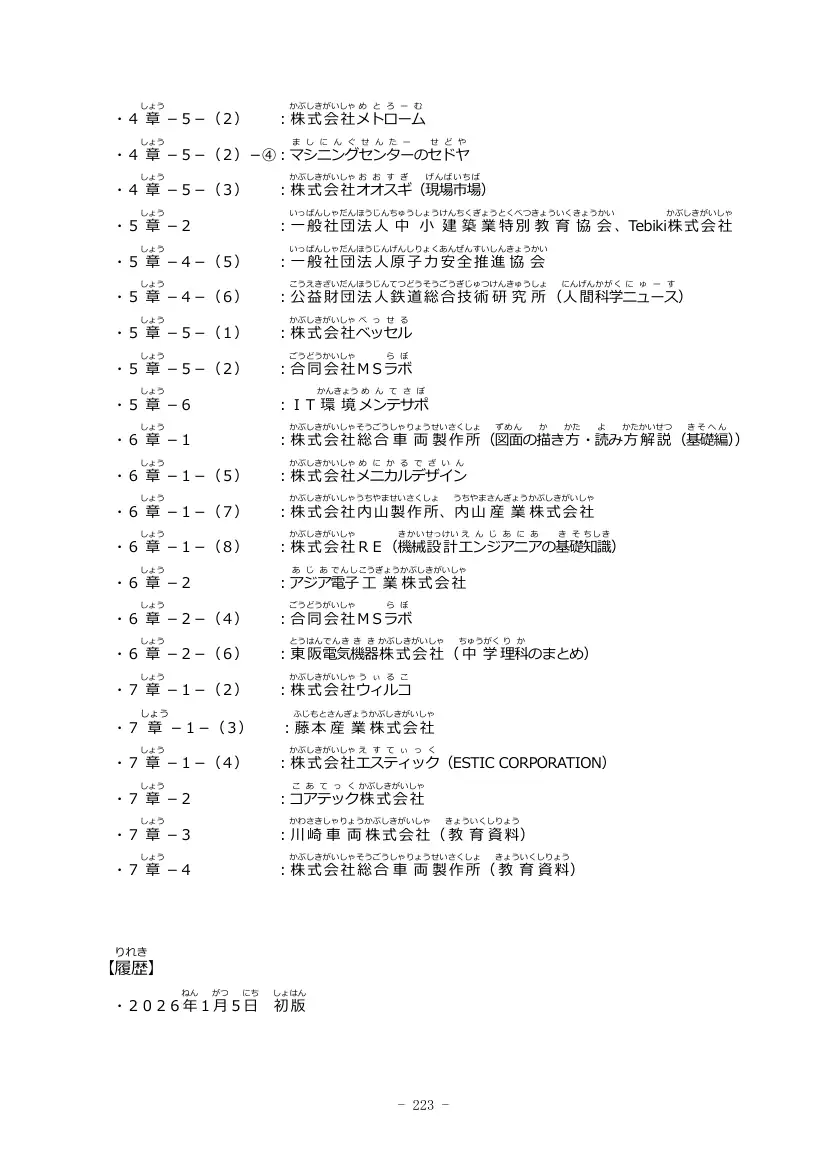 ・４章－５－（２）　　：株式会社メトローム
・４章－５－（２）－④：マシニングセンターのセドヤ
・４章－５－（３）　　：株式会社オオスギ（現場市場）
・５章－２　　　　　　：一般社団法人中小建築業特別教育協会、Tebiki株式会社
・５章－４－（５）　　：一般社団法人原子力安全推進協会
・５章－４－（６）　　：公益財団法人鉄道総合技術研究所（人間科学ニュース）
・５章－５－（１）　　：株式会社ベッセル
・５章－５－（２）　　：合同会社ＭＳラボ
・５章－６　　　　　　：ＩＴ環境メンテサポ
・６章－１　　　　　　：株式会社総合車両製作所（図面の描き方・読み方解説（基礎編））
・６章－１－（５）　　：株式会社メニカルデザイン
・６章－１－（７）　　：株式会社内山製作所、内山産業株式会社
・６章－１－（８）　　：株式会社ＲＥ（機械設計エンジアニアの基礎知識）
・６章－２　　　　　　：アジア電子工業株式会社
・６章－２－（４）　　：合同会社ＭＳラボ
・６章－２－（６）　　：東阪電気機器株式会社（中学理科のまとめ）
・７章－１－（２）　　：株式会社ウィルコ
・７章－１－（３）　　：藤本産業株式会社
・７章－１－（４）　　：株式会社エスティック（ESTIC CORPORATION）
・７章－２　　　　　　：コアテック株式会社
・７章－３　　　　　　：川崎車両株式会社（教育資料）
・７章－４　　　　　　：株式会社総合車両製作所（教育資料）
【履歴】
・２０２６年１月５日　初版
- 223 -